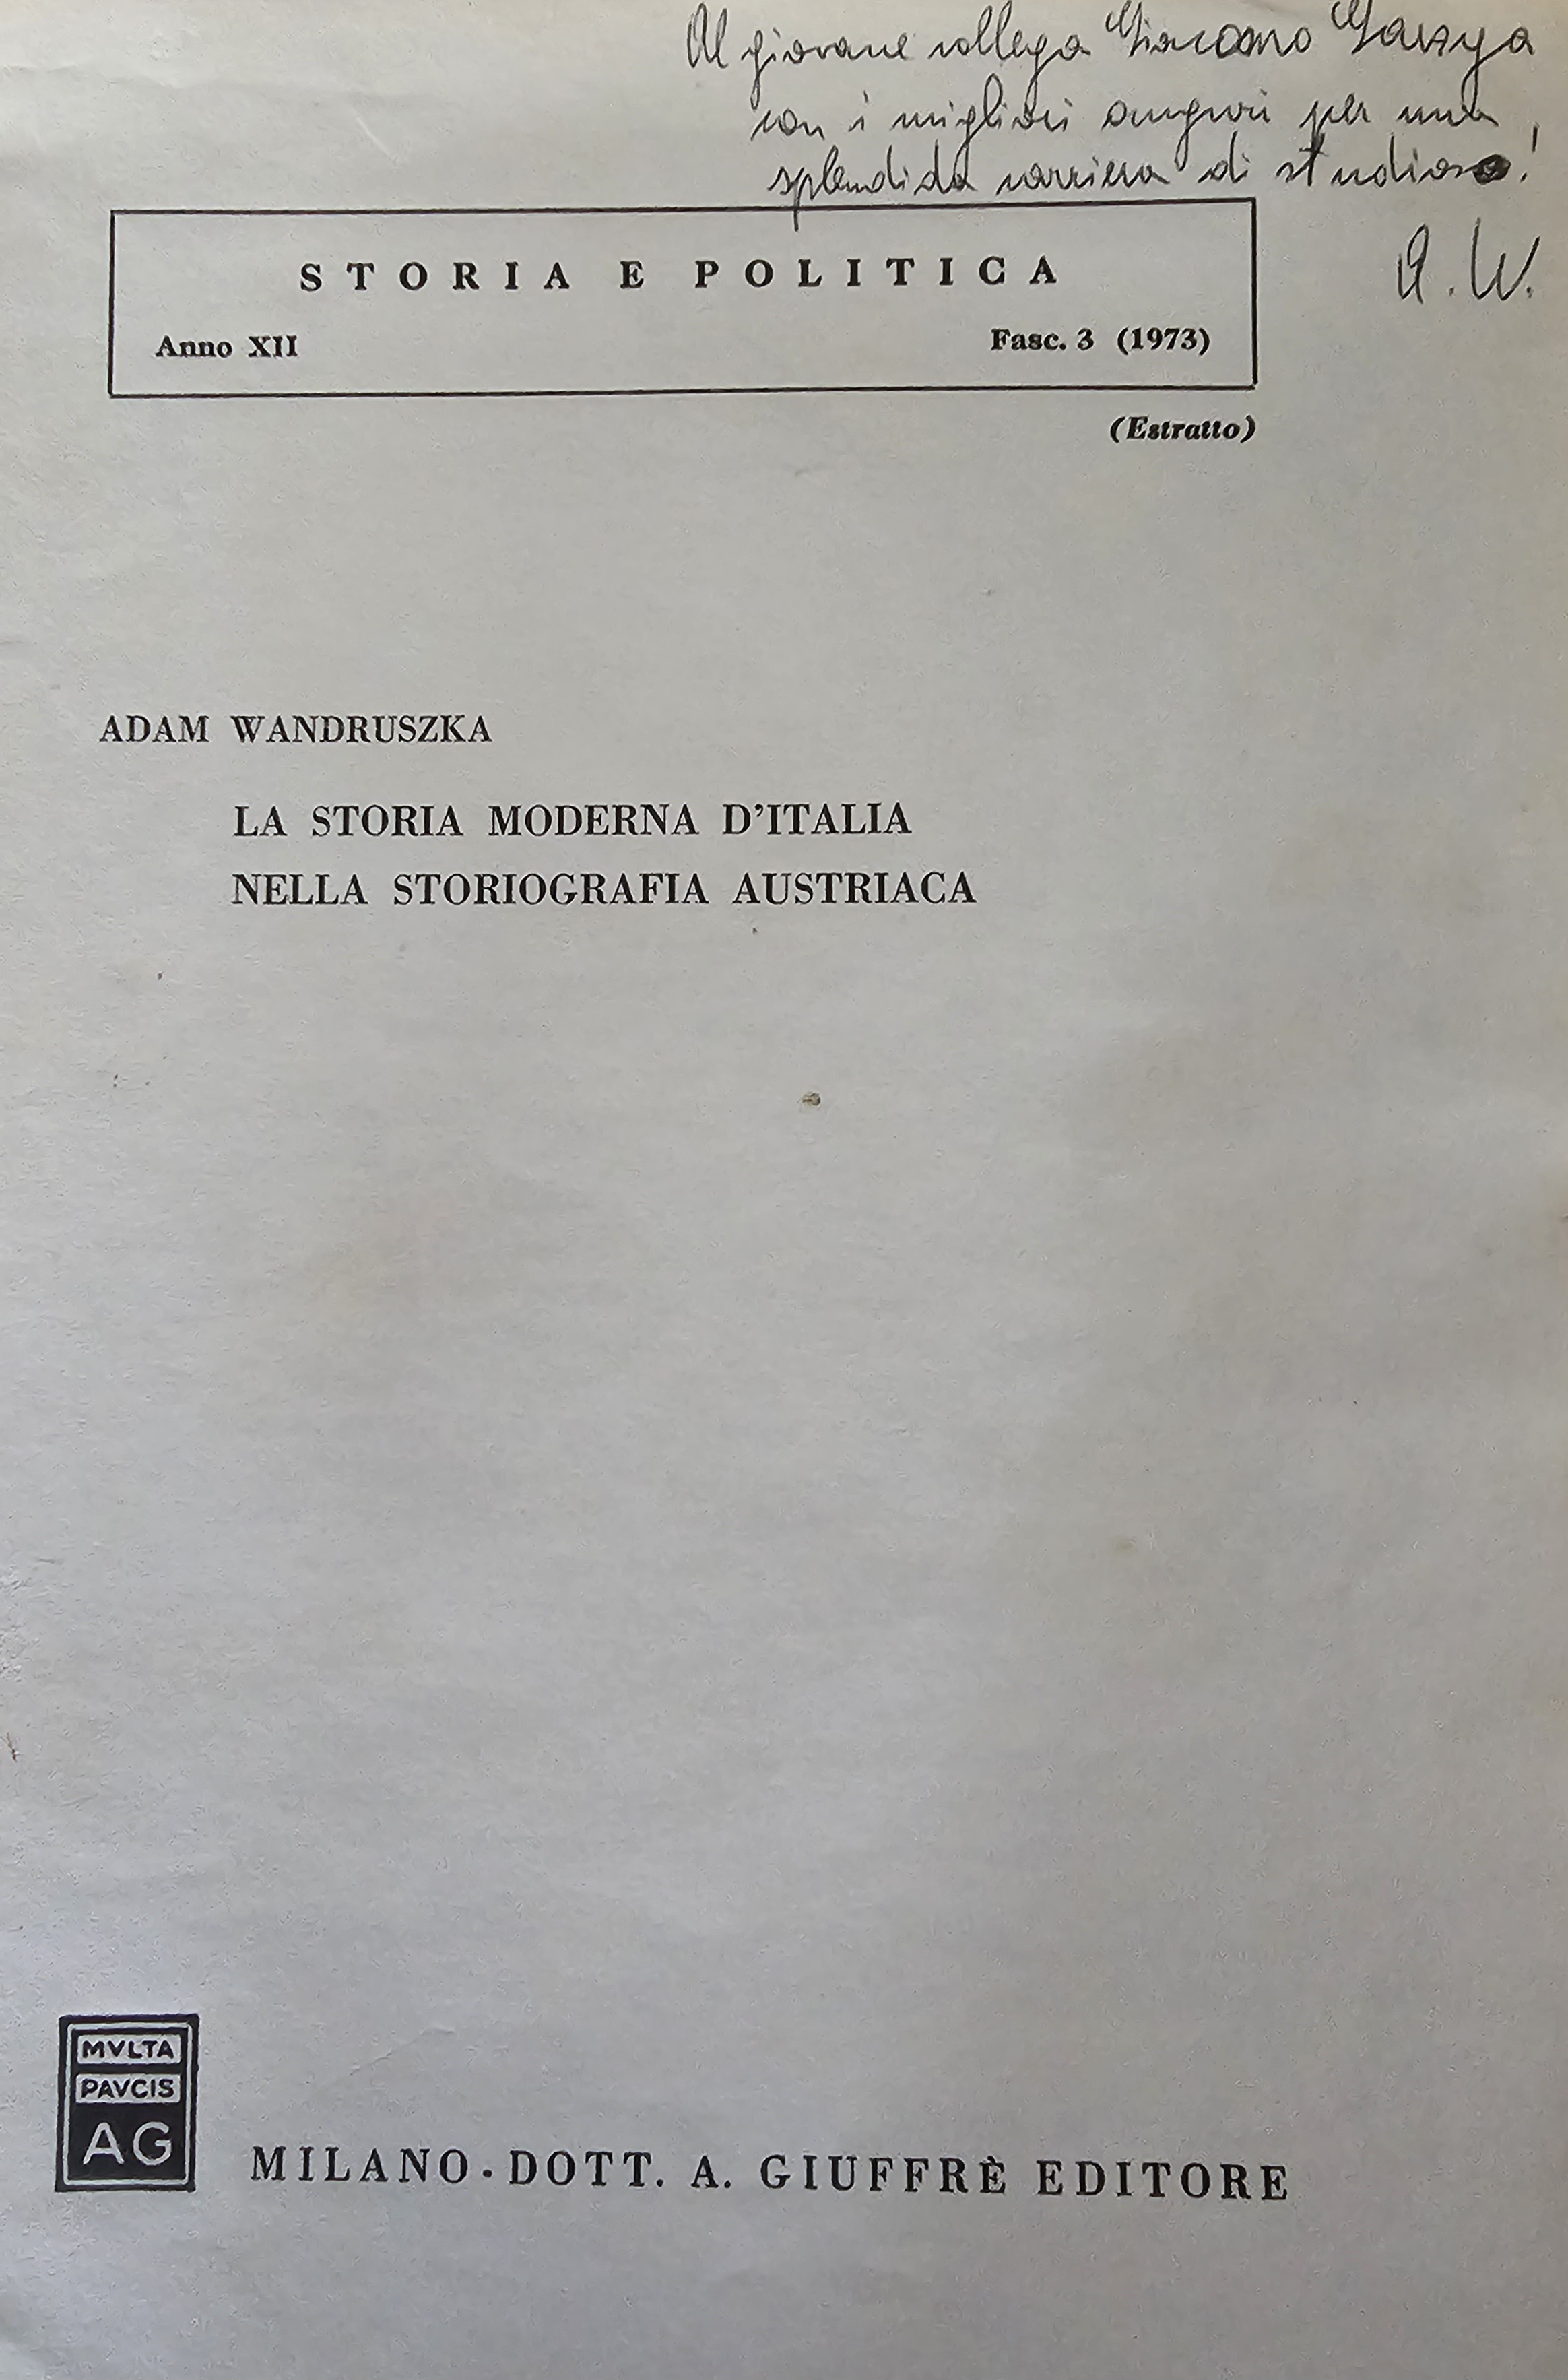 Al giovane collega Giacomo Garzya
con i migliori auguri per una
splendida carriera di studioso!
A. W.
STORIA E POLITICA
Anno XII Fasc. 3 (1973)
(Estratto)
ADAM WANDRUSZKA
LA STORIA MODERNA D'ITALIA
NELLA STORIOGRAFIA AUSTRIACA
MVLTA
PAVCIS
AG
MILANO · DOTT. A. GIUFFRÈ EDITORE